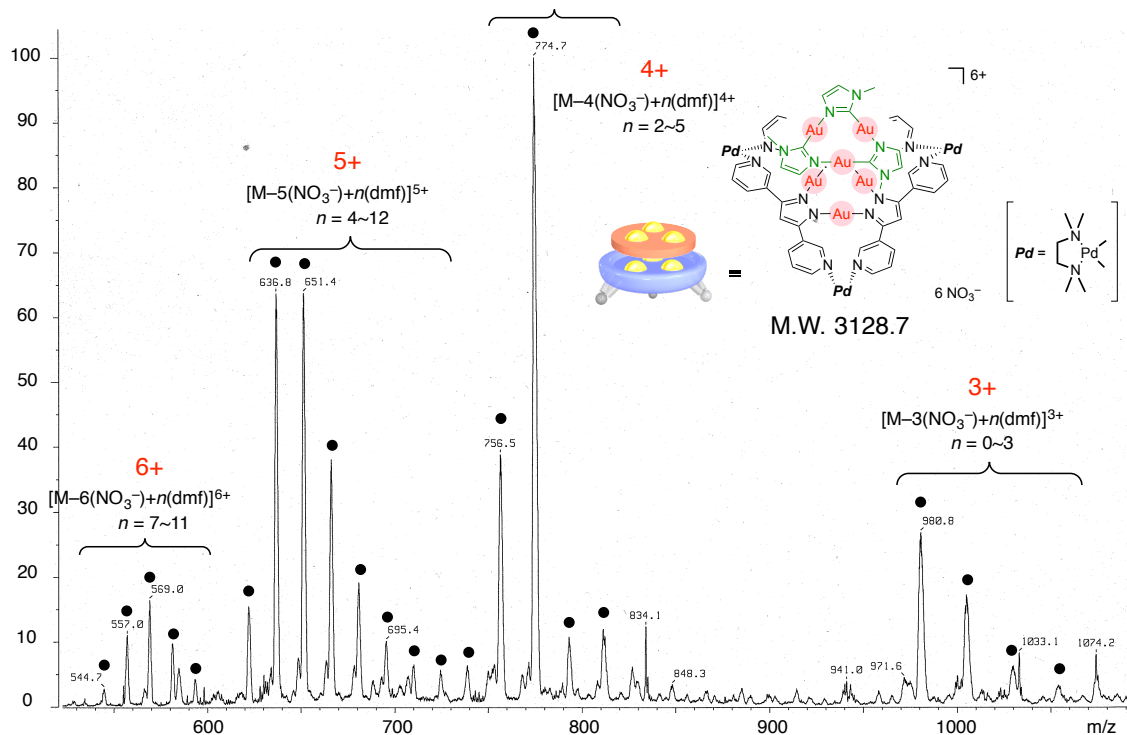 100
90
80
70
60
50
40
30
20
10
0
600
700
800
900
1000
m/z
6+
[M–6(NO₃⁻)+n(dmf)]⁶⁺
n = 7~11
544.7
557.0
569.0
5+
[M–5(NO₃⁻)+n(dmf)]⁵⁺
n = 4~12
636.8
651.4
695.4
4+
[M–4(NO₃⁻)+n(dmf)]⁴⁺
n = 2~5
756.5
774.7
834.1
848.3
3+
[M–3(NO₃⁻)+n(dmf)]³⁺
n = 0~3
941.0
971.6
980.8
1033.1
1074.2
6+
N
N
Au
Au
N
N
N
N
Pd
Pd
N
N
Au
N
N
Au
Au
N
N
N
Au
N
N
N
Pd
=
M.W. 3128.7
6 NO₃⁻
Pd =
N
Pd
N